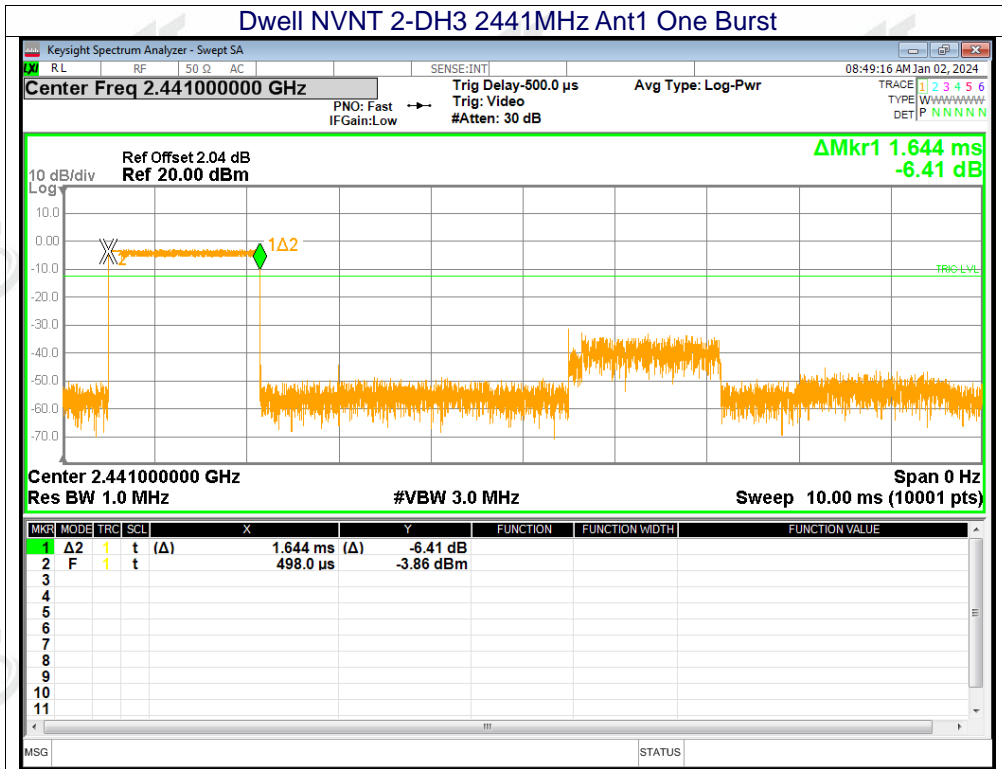 Dwell NVNT 2-DH3 2441MHz Ant1 One Burst
Keysight Spectrum Analyzer - Swept SA
LXI RL RF 50 Ω AC SENSE:INT 08:49:16 AM Jan 02, 2024
Center Freq 2.441000000 GHz
PNO: Fast
IFGain:Low
Trig Delay-500.0 µs
Trig: Video
#Atten: 30 dB
Avg Type: Log-Pwr
TRACE 1 2 3 4 5 6
TYPE WWWWWWW
DET P N N N N N
ΔMkr1 1.644 ms
-6.41 dB
Ref Offset 2.04 dB
10 dB/div Ref 20.00 dBm
Log
10.0
0.00
-10.0
-20.0
-30.0
-40.0
-50.0
-60.0
-70.0
2
1Δ2
TRIG LVL
Center 2.441000000 GHz Span 0 Hz
Res BW 1.0 MHz #VBW 3.0 MHz Sweep 10.00 ms (10001 pts)
MKR MODE TRC SCL X Y FUNCTION FUNCTION WIDTH FUNCTION VALUE
1 Δ2 1 t (Δ) 1.644 ms (Δ) -6.41 dB
2 F 1 t 498.0 µs -3.86 dBm
3
4
5
6
7
8
9
10
11
MSG STATUS